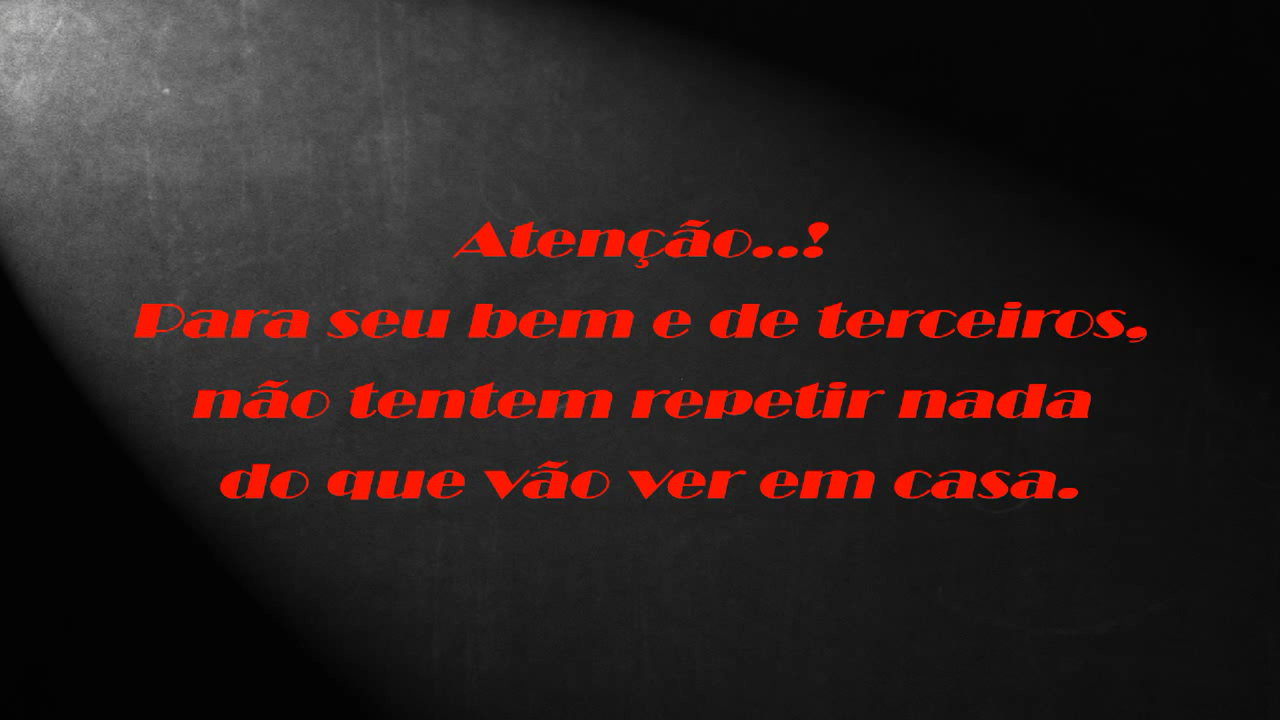 Atenção..!
Para seu bem e de terceiros,
não tentem repetir nada
do que vão ver em casa.